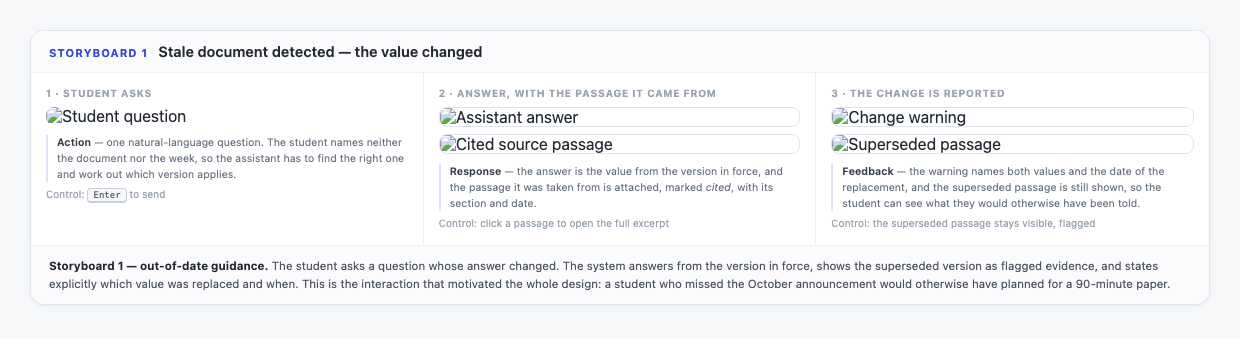 STORYBOARD 1 Stale document detected — the value changed
1 · STUDENT ASKS
Student question
Action — one natural-language question. The student names neither
the document nor the week, so the assistant has to find the right one
and work out which version applies.
Control: Enter to send
2 · ANSWER, WITH THE PASSAGE IT CAME FROM
Assistant answer
Cited source passage
Response — the answer is the value from the version in force, and
the passage it was taken from is attached, marked cited, with its
section and date.
Control: click a passage to open the full excerpt
3 · THE CHANGE IS REPORTED
Change warning
Superseded passage
Feedback — the warning names both values and the date of the
replacement, and the superseded passage is still shown, so the
student can see what they would otherwise have been told.
Control: the superseded passage stays visible, flagged
Storyboard 1 — out-of-date guidance. The student asks a question whose answer changed. The system answers from the version in force, shows the superseded version as flagged evidence, and states
explicitly which value was replaced and when. This is the interaction that motivated the whole design: a student who missed the October announcement would otherwise have planned for a 90-minute paper.